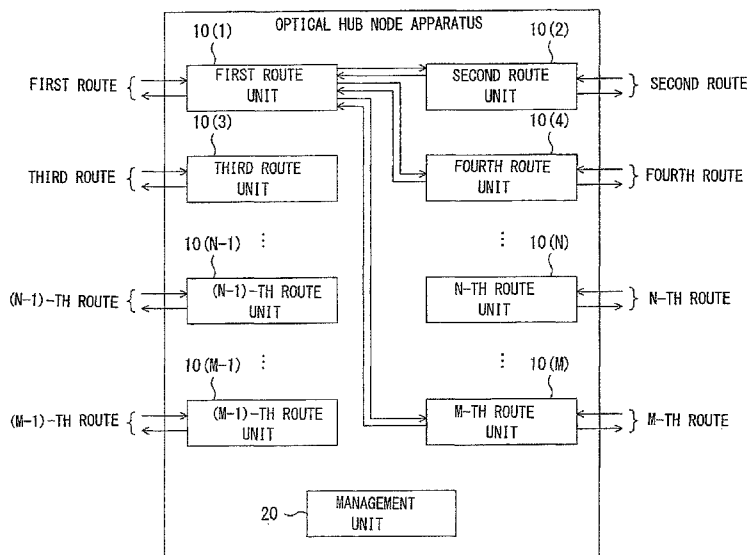 OPTICAL HUB NODE APPARATUS
10(1)
10(2)
FIRST ROUTE
FIRST ROUTE
UNIT
SECOND ROUTE
UNIT
SECOND ROUTE
10(3)
10(4)
THIRD ROUTE
THIRD ROUTE
UNIT
FOURTH ROUTE
UNIT
FOURTH ROUTE
10(N-1)
10(N)
(N-1)-TH ROUTE
(N-1)-TH ROUTE
UNIT
N-TH ROUTE
UNIT
N-TH ROUTE
10(M-1)
10(M)
(M-1)-TH ROUTE
(M-1)-TH ROUTE
UNIT
M-TH ROUTE
UNIT
M-TH ROUTE
20
MANAGEMENT
UNIT